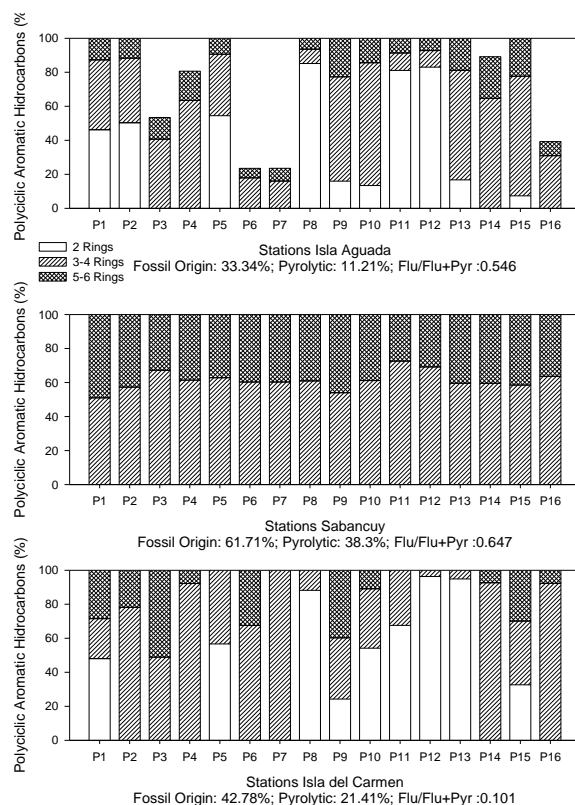 Polyciclic Aromatic Hidrocarbons (%
100
80
60
40
20
0
P1 P2 P3 P4 P5 P6 P7 P8 P9 P10 P11 P12 P13 P14 P15 P16
2 Rings
3-4 Rings
5-6 Rings
Stations Isla Aguada
Fossil Origin: 33.34%; Pyrolytic: 11.21%; Flu/Flu+Pyr :0.546
Polyciclic Aromatic Hidrocarbons (%)
100
80
60
40
20
0
P1 P2 P3 P4 P5 P6 P7 P8 P9 P10 P11 P12 P13 P14 P15 P16
Stations Sabancuy
Fossil Origin: 61.71%; Pyrolytic: 38.3%; Flu/Flu+Pyr :0.647
Polyciclic Aromatic Hidrocarbons (%)
100
80
60
40
20
0
P1 P2 P3 P4 P5 P6 P7 P8 P9 P10 P11 P12 P13 P14 P15 P16
Stations Isla del Carmen
Fossil Origin: 42.78%; Pyrolytic: 21.41%; Flu/Flu+Pyr :0.101